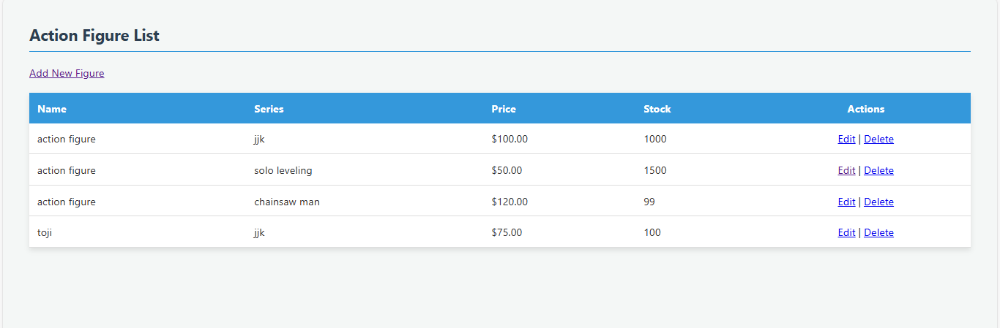 Action Figure List
Add New Figure
Name Series Price Stock Actions
action figure jjk $100.00 1000 Edit | Delete
action figure solo leveling $50.00 1500 Edit | Delete
action figure chainsaw man $120.00 99 Edit | Delete
toji jjk $75.00 100 Edit | Delete